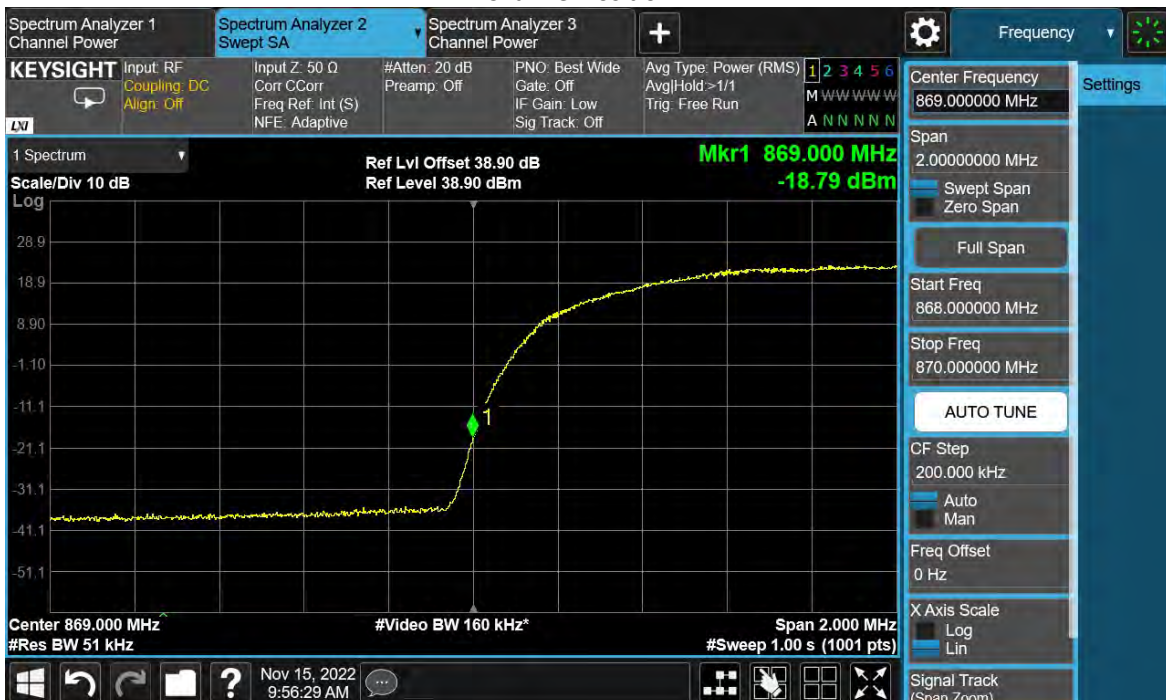 Spectrum Analyzer 1
Channel Power
Spectrum Analyzer 2
Swept SA
Spectrum Analyzer 3
Channel Power
+
Frequency
KEYSIGHT
LXI
Input: RF
Coupling: DC
Align: Off
Input Z: 50 Ω
Corr CCorr
Freq Ref: Int (S)
NFE: Adaptive
#Atten: 20 dB
Preamp: Off
PNO: Best Wide
Gate: Off
IF Gain: Low
Sig Track: Off
Avg Type: Power (RMS)
Avg|Hold:>1/1
Trig: Free Run
1 2 3 4 5 6
M W W W W W
A N N N N N
1 Spectrum
Scale/Div 10 dB
Log
Ref Lvl Offset 38.90 dB
Ref Level 38.90 dBm
Mkr1 869.000 MHz
-18.79 dBm
28.9
18.9
8.90
-1.10
-11.1
-21.1
-31.1
-41.1
-51.1
1
Center 869.000 MHz
#Res BW 51 kHz
#Video BW 160 kHz*
Span 2.000 MHz
#Sweep 1.00 s (1001 pts)
Center Frequency
869.000000 MHz
Span
2.00000000 MHz
Swept Span
Zero Span
Full Span
Start Freq
868.000000 MHz
Stop Freq
870.000000 MHz
AUTO TUNE
CF Step
200.000 kHz
Auto
Man
Freq Offset
0 Hz
X Axis Scale
Log
Lin
Signal Track
(Span Zoom)
Settings
?
Nov 15, 2022
9:56:29 AM